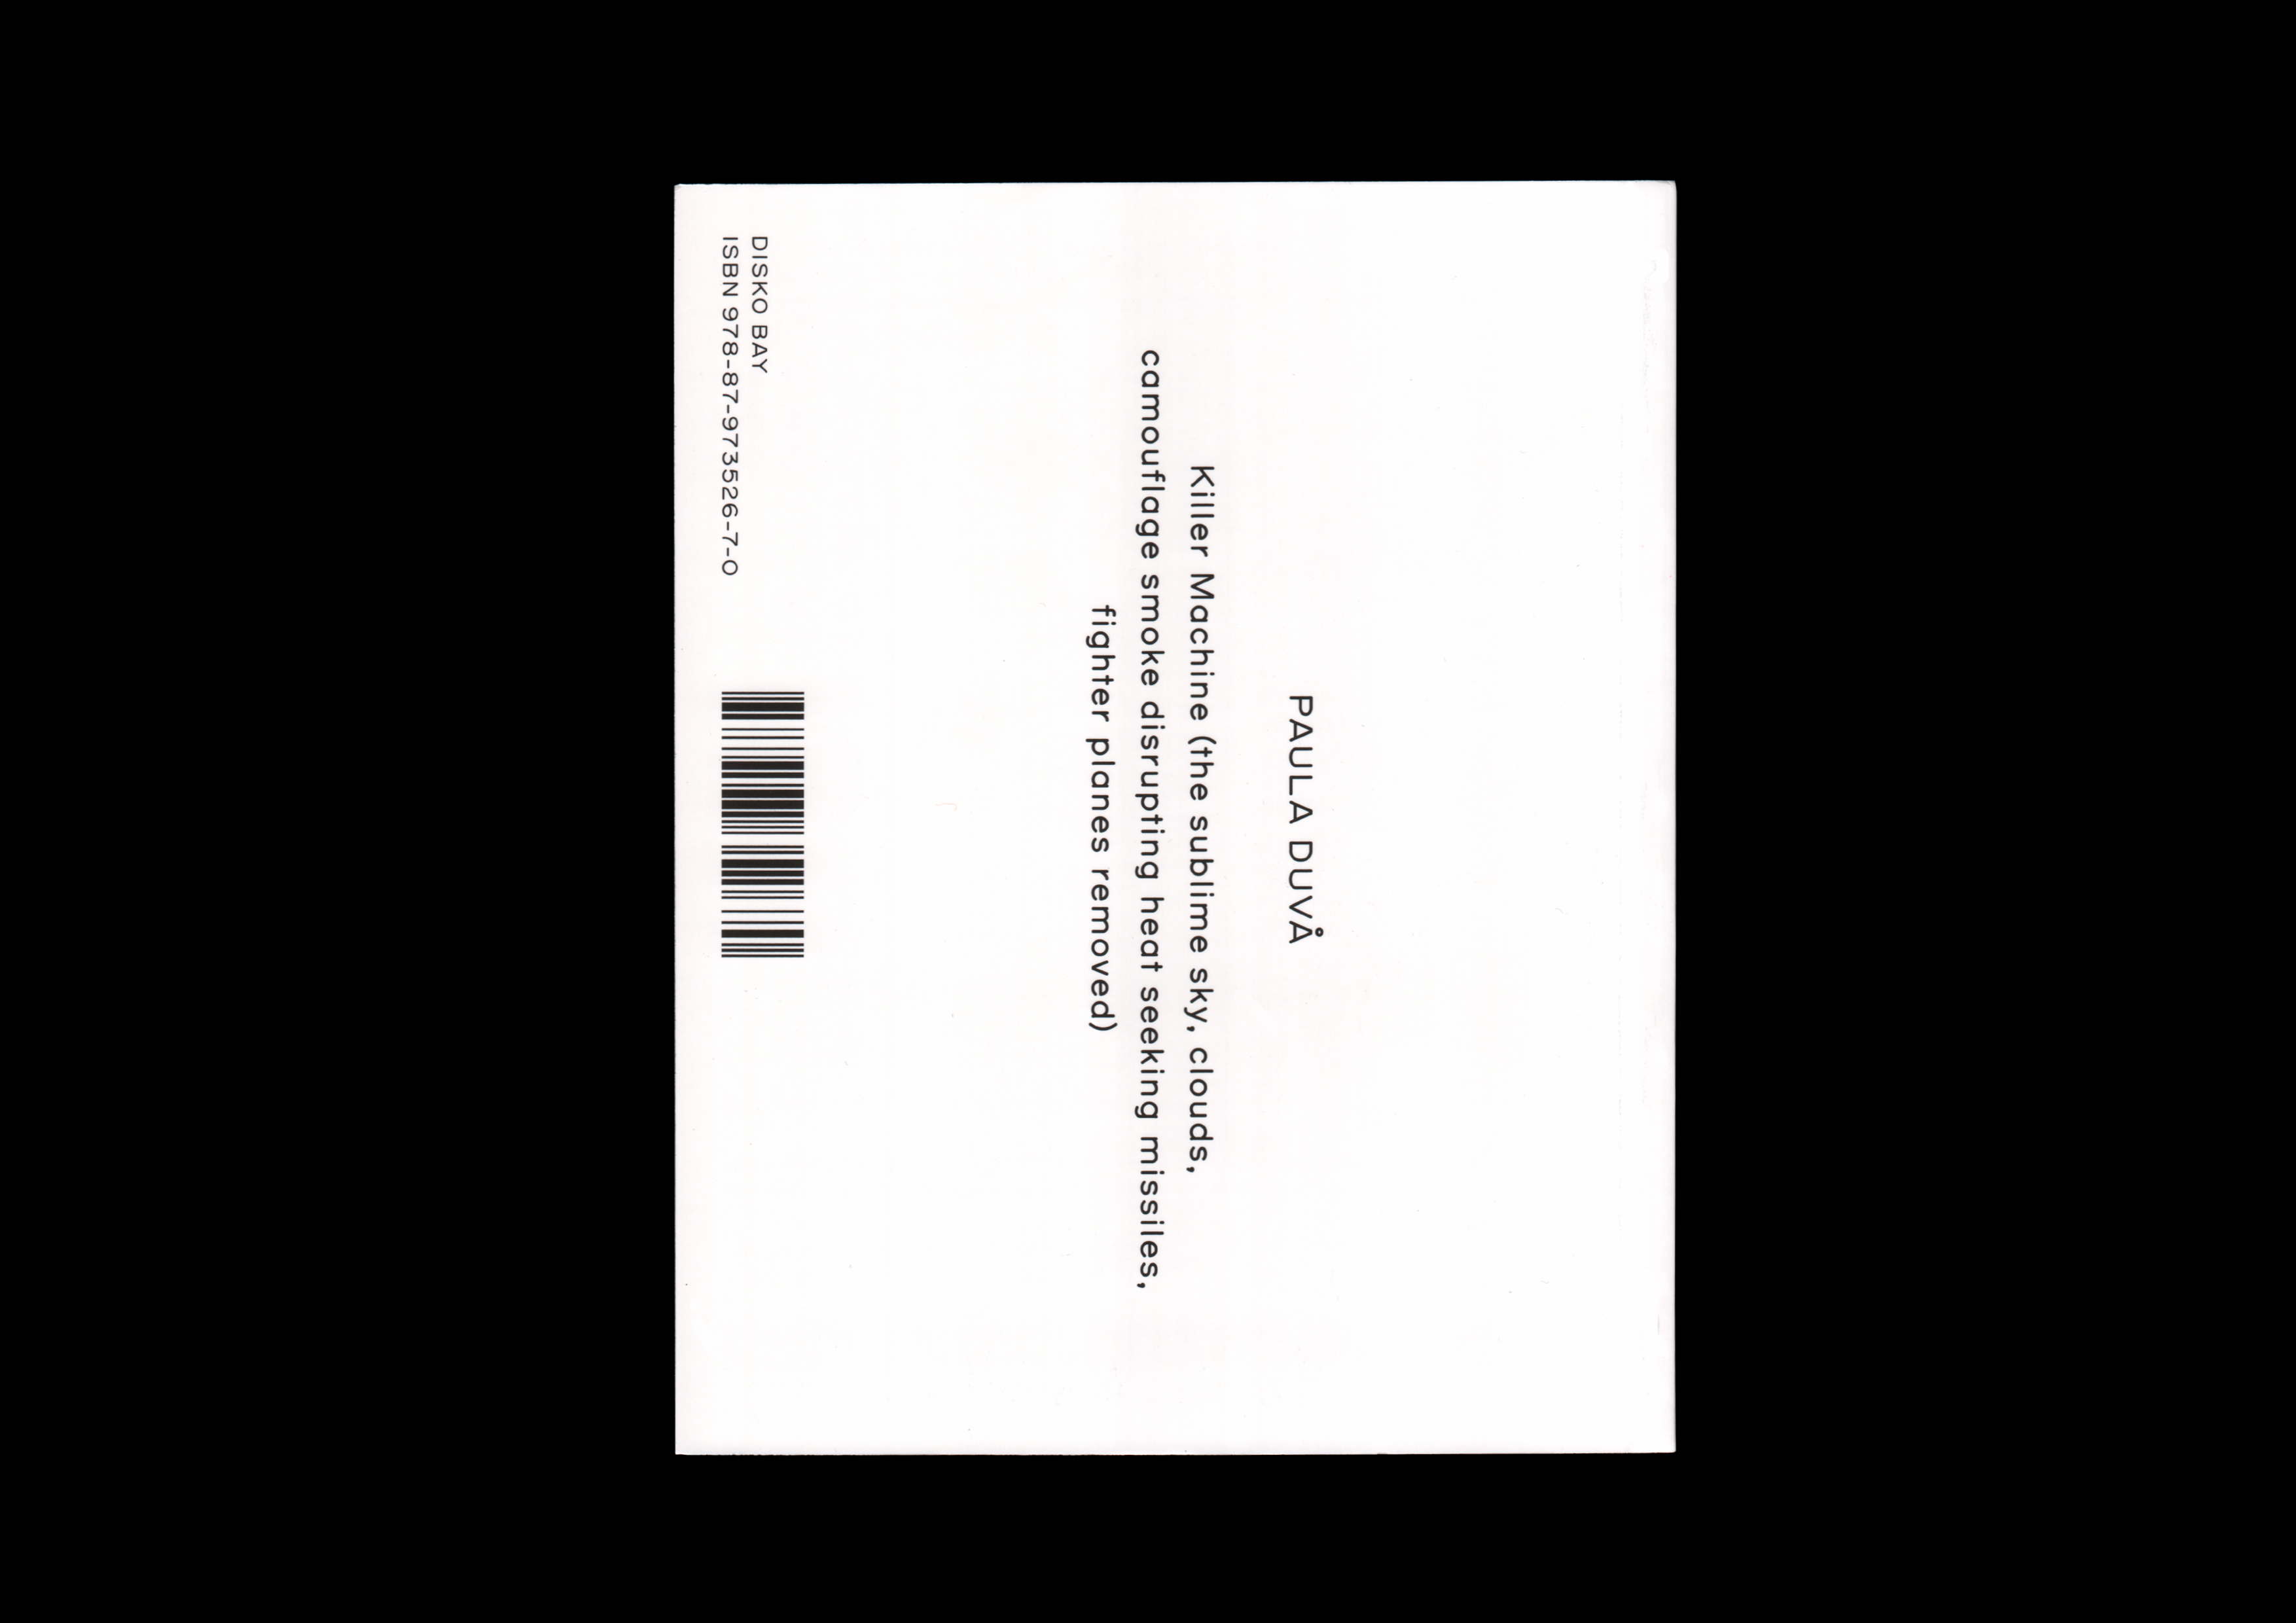 PAULA DUVÅ
Killer Machine (the sublime sky, clouds,
camouflage smoke disrupting heat seeking missiles,
fighter planes removed)
DISKO BAY
ISBN 978-87-973526-7-0